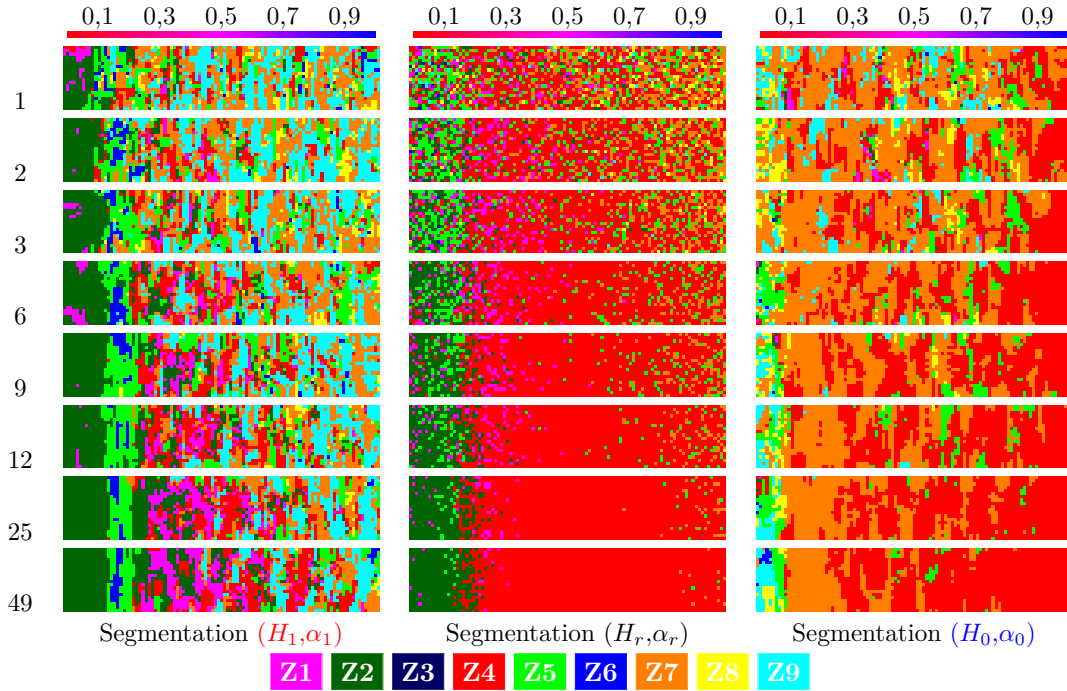 0,1 0,3 0,5 0,7 0,9 0,1 0,3 0,5 0,7 0,9 0,1 0,3 0,5 0,7 0,9
1
2
3
6
9
12
25
49
Segmentation (H₁,α₁) Segmentation (Hᵣ,αᵣ) Segmentation (H₀,α₀)
Z1 Z2 Z3 Z4 Z5 Z6 Z7 Z8 Z9